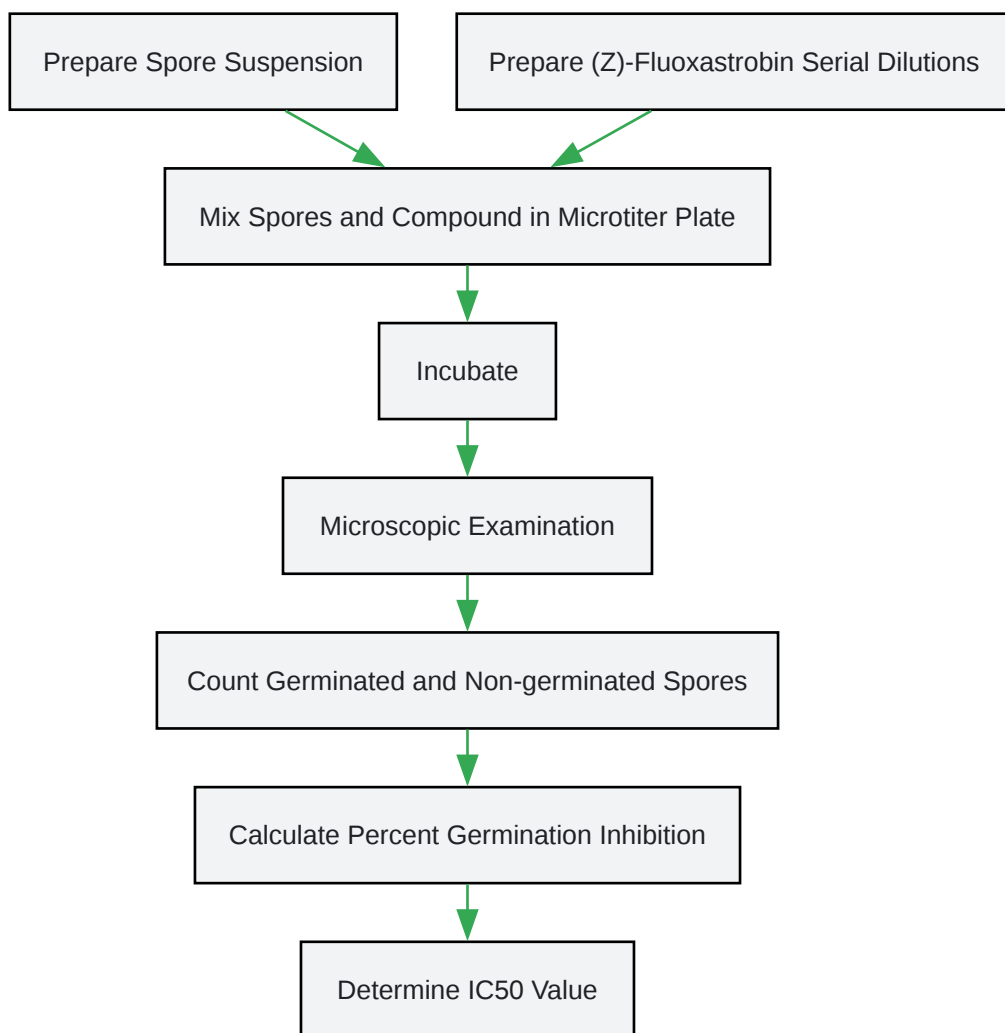 Prepare Spore Suspension
Prepare (Z)-Fluoxastrobin Serial Dilutions
Mix Spores and Compound in Microtiter Plate
Incubate
Microscopic Examination
Count Germinated and Non-germinated Spores
Calculate Percent Germination Inhibition
Determine IC50 Value